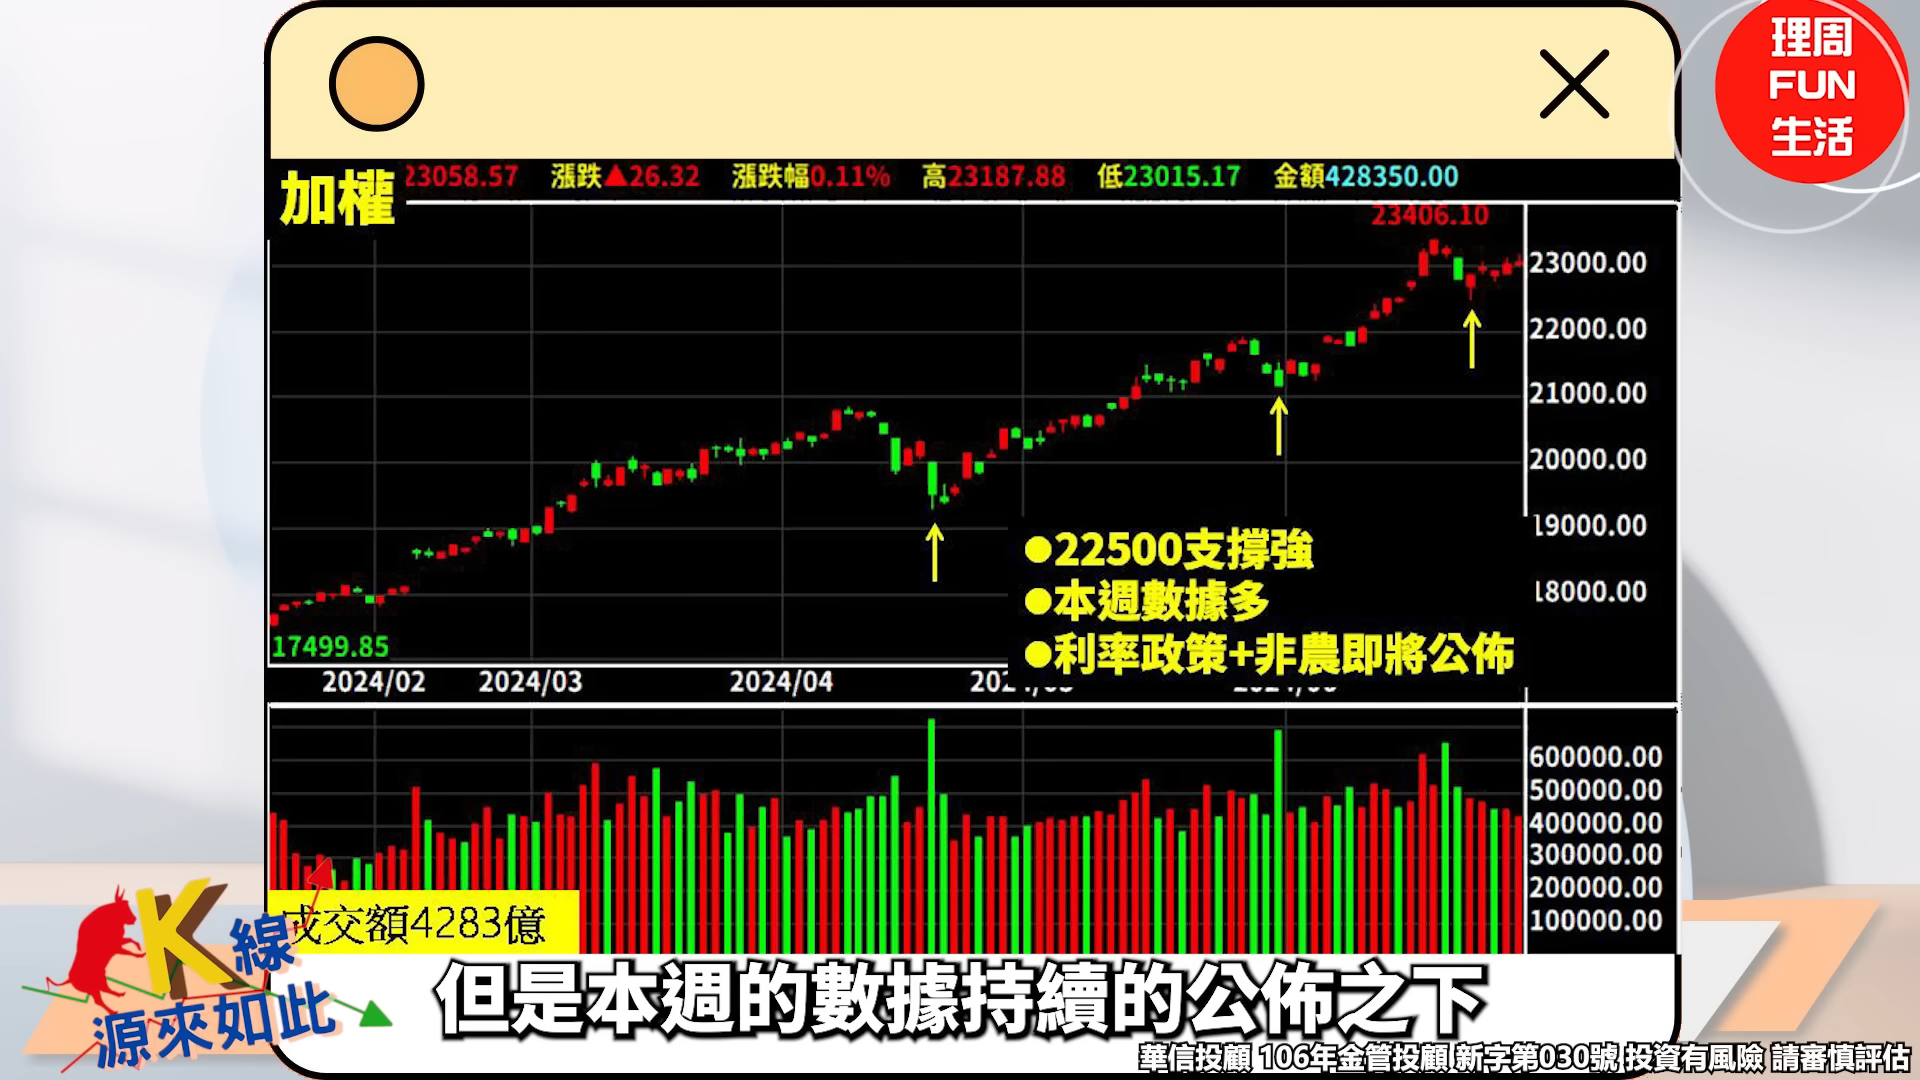 理周
FUN
生活
加權 23058.57 漲跌▲26.32 漲跌幅0.11% 高23187.88 低23015.17 金額428350.00
23406.10
23000.00
22000.00
21000.00
20000.00
19000.00
18000.00
17499.85
●22500支撐強
●本週數據多
●利率政策+非農即將公佈
2024/02 2024/03 2024/04
600000.00
500000.00
400000.00
300000.00
200000.00
100000.00
成交額4283億
K線
源來如此
但是本週的數據持續的公佈之下
華信投顧 106年金管投顧 新字第030號 投資有風險 請審慎評估